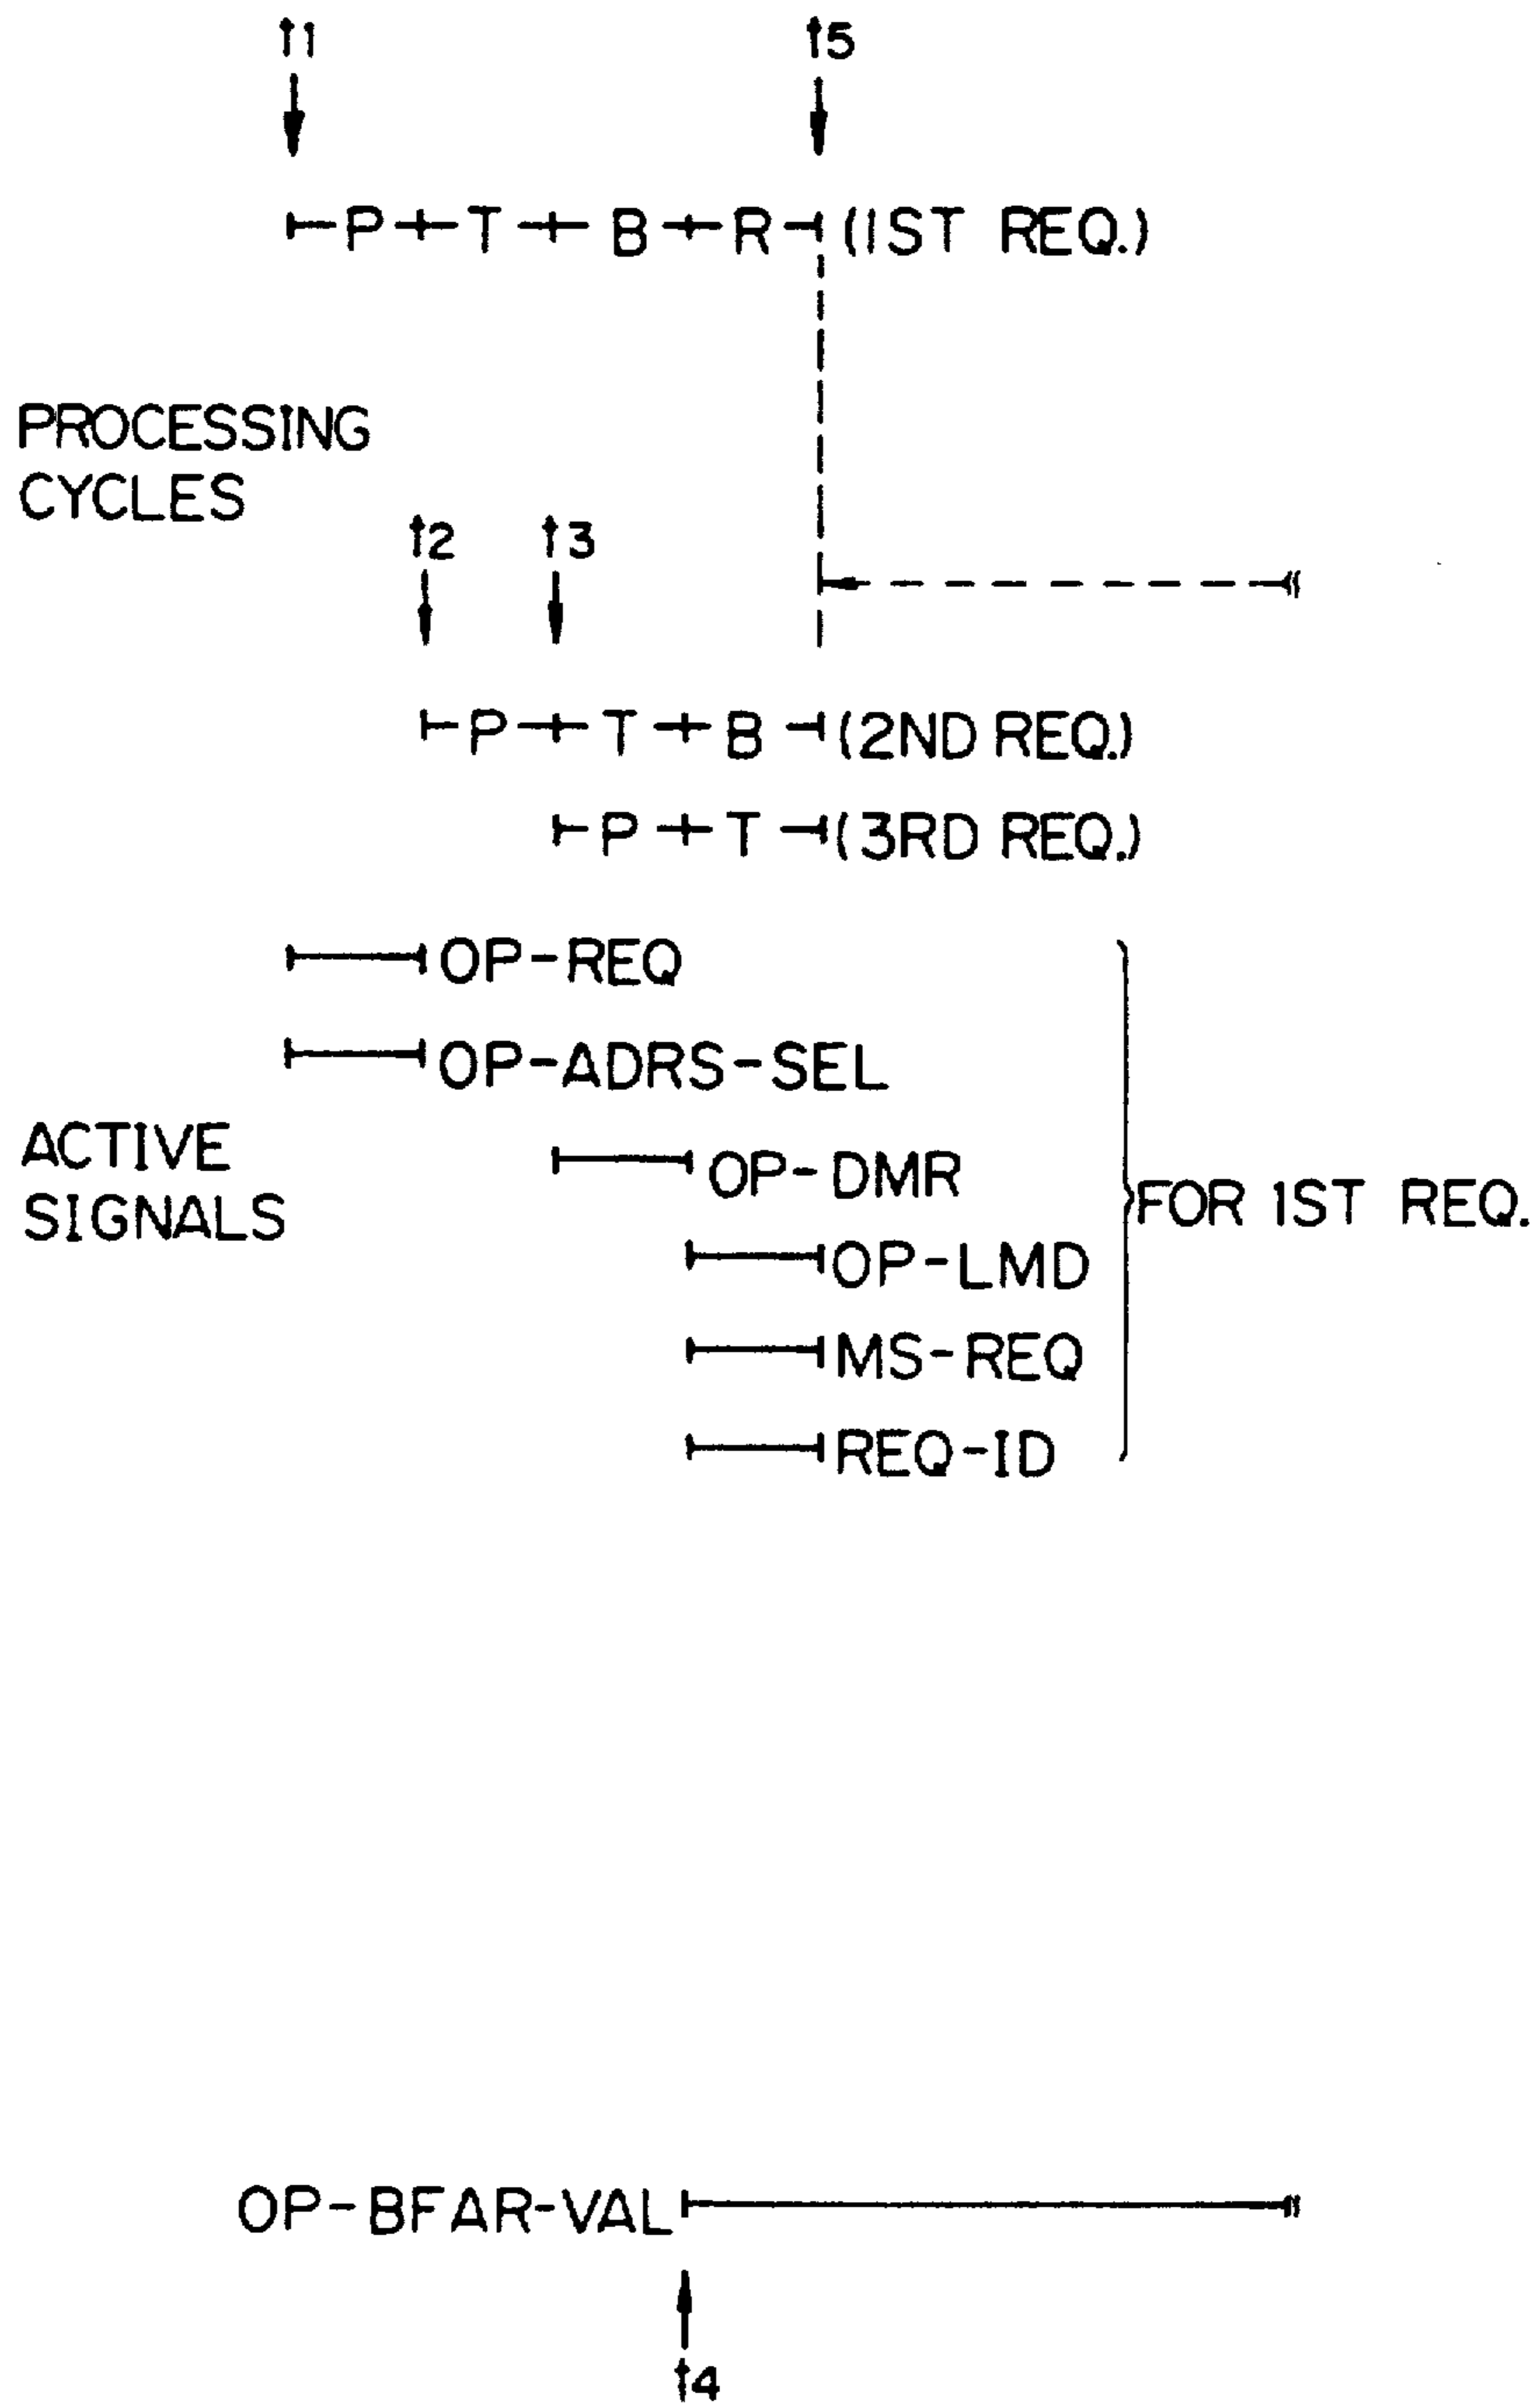 t1 t5
P T B R (1ST REQ.)
PROCESSING
CYCLES
t2 t3
P T B (2ND REQ.)
P T (3RD REQ.)
OP-REQ
OP-ADRS-SEL
ACTIVE
SIGNALS
OP-DMR
FOR 1ST REQ.
OP-LMD
MS-REQ
REQ-ID
OP-BFAR-VAL
t4